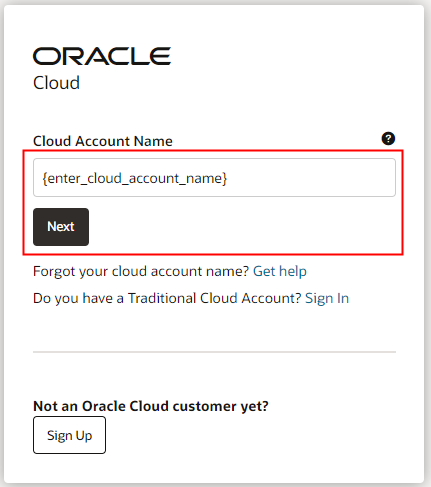 ORACLE
Cloud
Cloud Account Name
?
{enter_cloud_account_name}
Next
Forgot your cloud account name? Get help
Do you have a Traditional Cloud Account? Sign In
Not an Oracle Cloud customer yet?
Sign Up